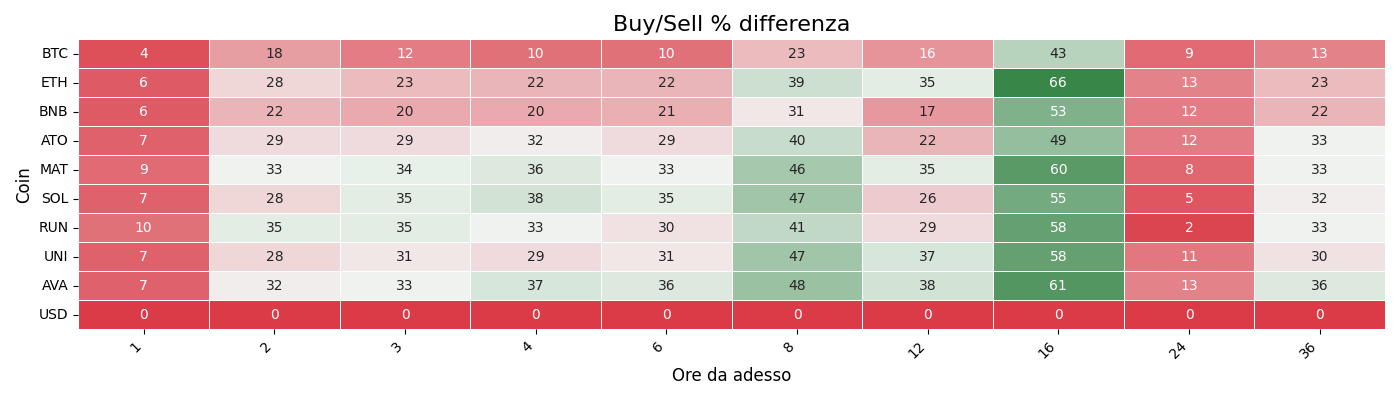 Buy/Sell % differenza
Coin
BTC 4 18 12 10 10 23 16 43 9 13
ETH 6 28 23 22 22 39 35 66 13 23
BNB 6 22 20 20 21 31 17 53 12 22
ATO 7 29 29 32 29 40 22 49 12 33
MAT 9 33 34 36 33 46 35 60 8 33
SOL 7 28 35 38 35 47 26 55 5 32
RUN 10 35 35 33 30 41 29 58 2 33
UNI 7 28 31 29 31 47 37 58 11 30
AVA 7 32 33 37 36 48 38 61 13 36
USD 0 0 0 0 0 0 0 0 0 0
1 2 3 4 6 8 12 16 24 36
Ore da adesso